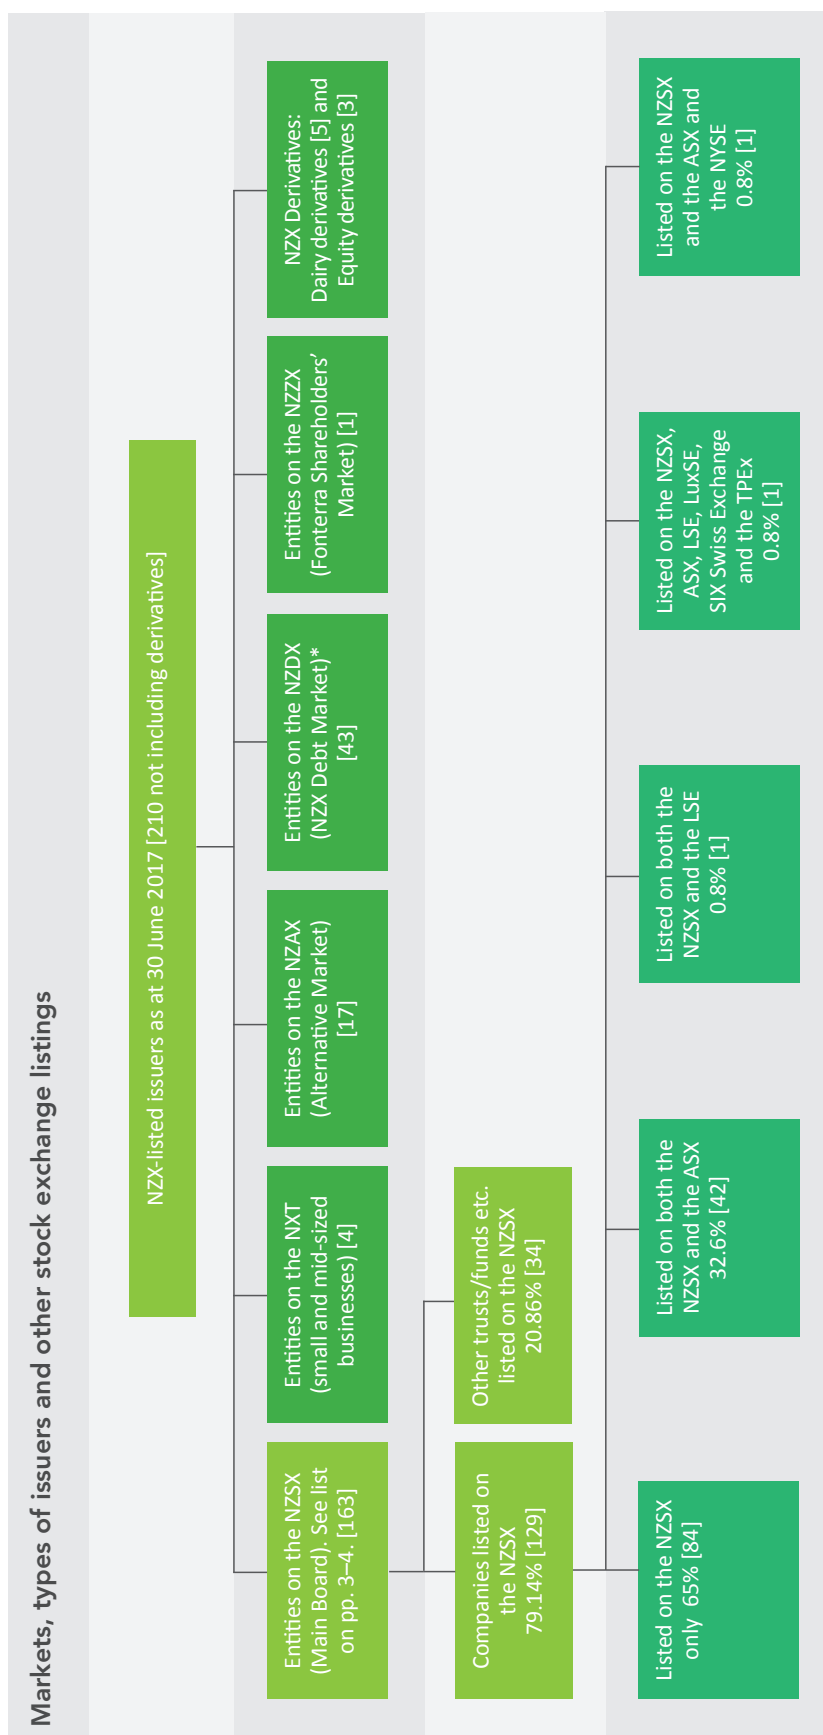 Markets, types of issuers and other stock exchange listings
NZX-listed issuers as at 30 June 2017 [210 not including derivatives]
Entities on the NZSX
(Main Board). See list
on pp. 3–4. [163]
Entities on the NXT
(small and mid-sized
businesses) [4]
Entities on the NZAX
(Alternative Market)
[17]
Entities on the NZDX
(NZX Debt Market)*
[43]
Entities on the NZZX
(Fonterra Shareholders’
Market) [1]
NZX Derivatives:
Dairy derivatives [5] and
Equity derivatives [3]
Companies listed on
the NZSX
79.14% [129]
Other trusts/funds etc.
listed on the NZSX
20.86% [34]
Listed on the NZSX
only 65% [84]
Listed on both the
NZSX and the ASX
32.6% [42]
Listed on both the
NZSX and the LSE
0.8% [1]
Listed on the NZSX,
ASX, LSE, LuxSE,
SIX Swiss Exchange
and the TPEx
0.8% [1]
Listed on the NZSX
and the ASX and
the NYSE
0.8% [1]